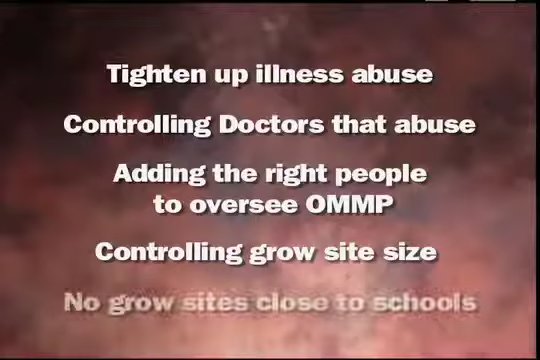 Tighten up illness abuse
Controlling Doctors that abuse
Adding the right people
to oversee OMMP
Controlling grow site size
No grow sites close to schools